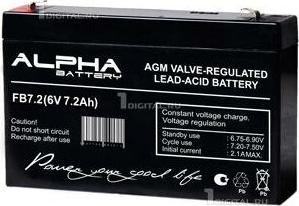 ALPHA
BATTERY
AGM VALVE-REGULATED
LEAD-ACID BATTERY
FB7.2(6V 7.2Ah)
1DIGITAL.RU
CAUTION:
Do not short circuit
Recharge after use
Constant voltage charge,
Voltage regulation
Standby use : 6.75-6.90V
Cycle use : 7.20-7.50V
Initial current : 2.1AMAX.
Power your good life
1DIGITAL.RU